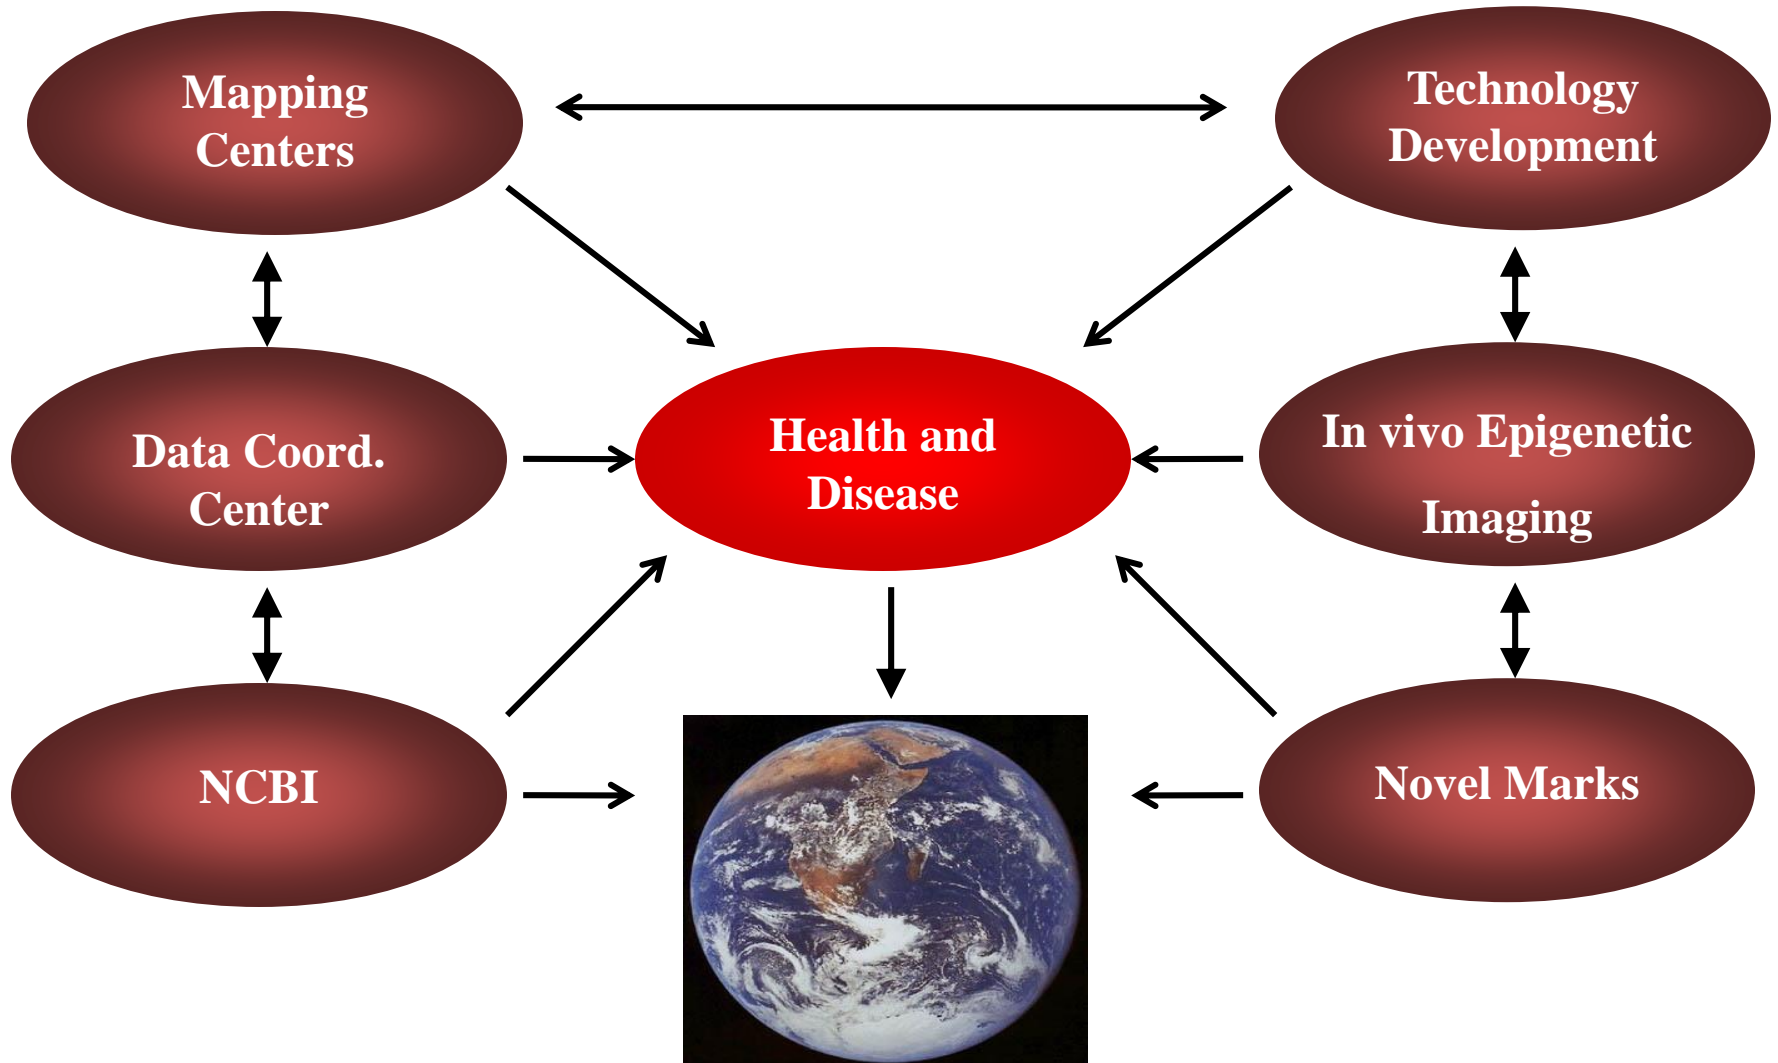 Mapping
Centers
Technology
Development
Data Coord.
Center
Health and
Disease
In vivo Epigenetic
Imaging
NCBI
Novel Marks